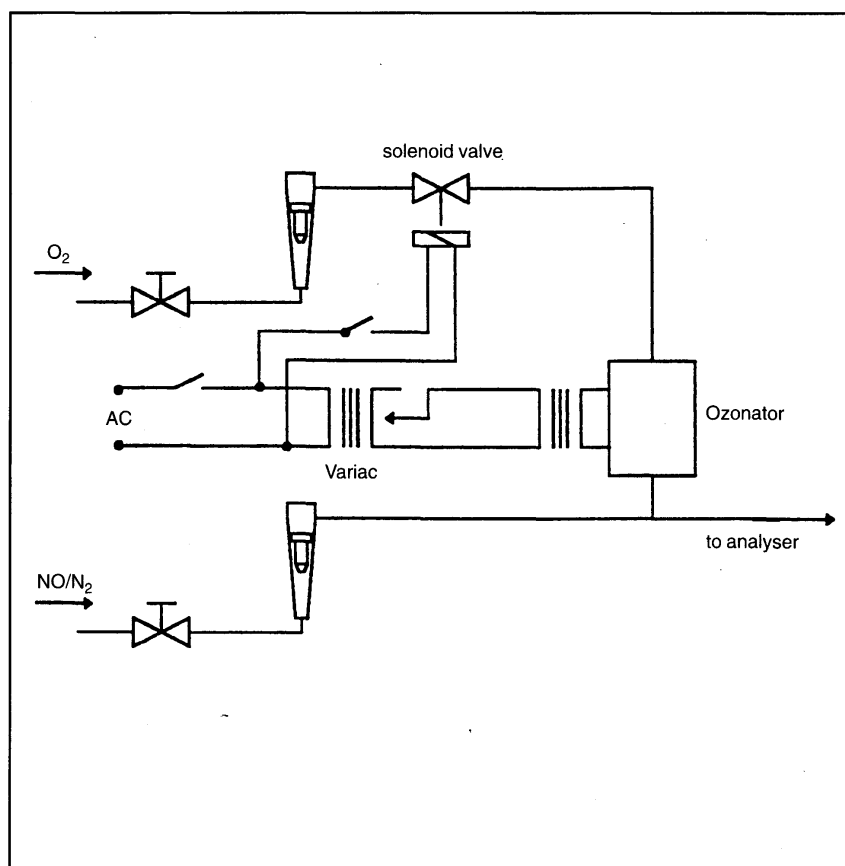 solenoid valve
O₂
AC
Ozonator
Variac
to analyser
NO/N₂